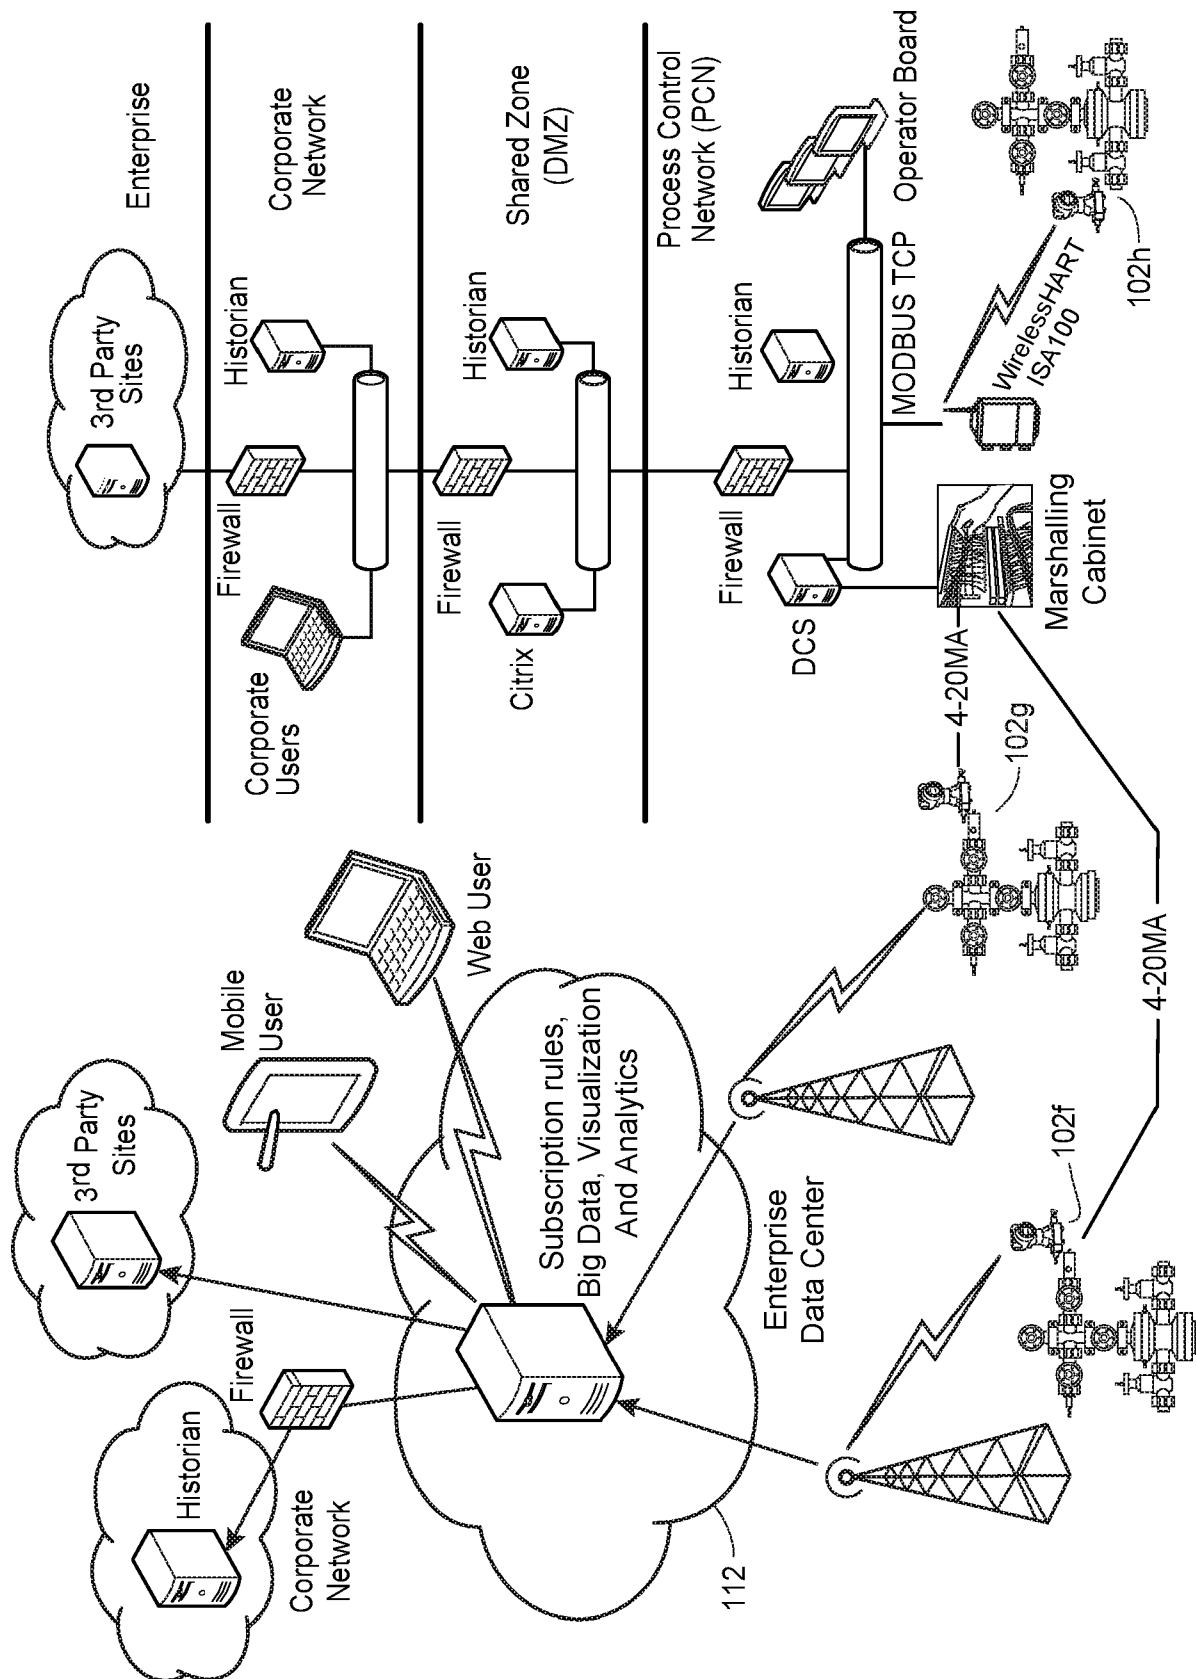 Enterprise
3rd Party
Sites
Corporate
Network
Historian
Firewall
Corporate
Users
Shared Zone
(DMZ)
Historian
Firewall
Citrix
Process Control
Network (PCN)
Operator Board
Historian
MODBUS TCP
Firewall
DCS
WirelessHART
ISA100
102h
Marshalling
Cabinet
4-20MA
102g
4-20MA
102f
3rd Party
Sites
Mobile
User
Web User
Firewall
Historian
Corporate
Network
Subscription rules,
Big Data, Visualization
And Analytics
Enterprise
Data Center
112